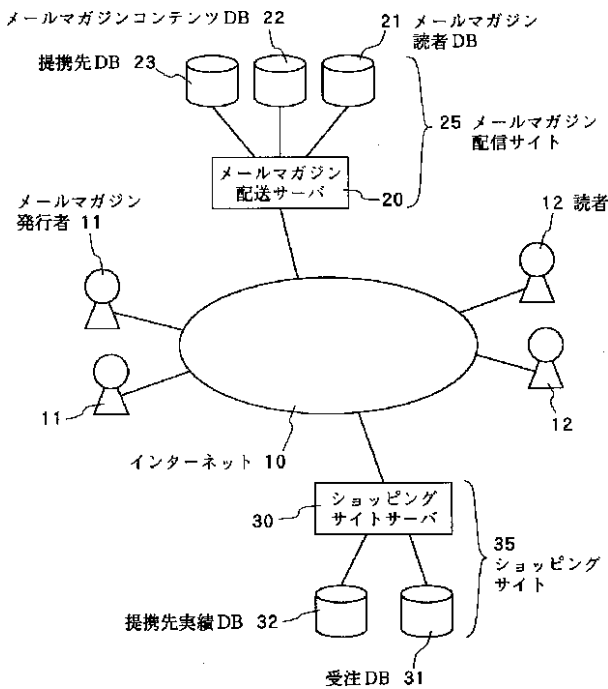 メールマガジンコンテンツDB 22
21 メールマガジン
読者DB
提携先DB 23
25 メールマガジン
配信サイト
メールマガジン
配送サーバ
20
メールマガジン
発行者 11
12 読者
11
12
インターネット 10
30
ショッピング
サイトサーバ
35
ショッピング
サイト
提携先実績DB 32
受注DB 31